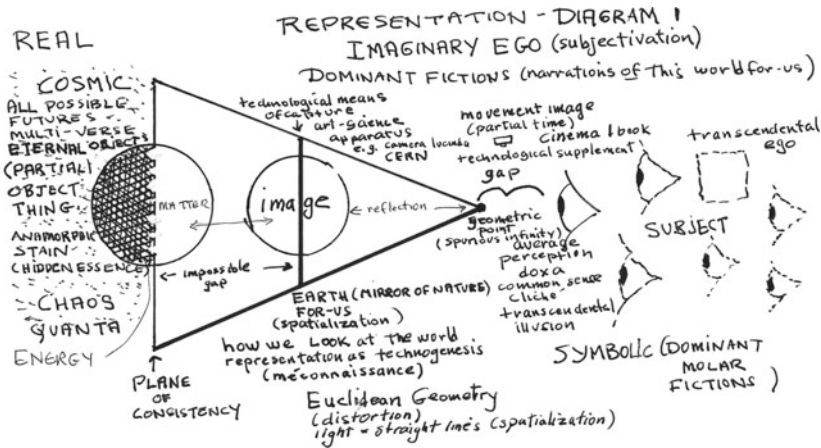 REPRESENTATION - DIAGRAM 1
IMAGINARY EGO (subjectivation)
DOMINANT FICTIONS (narrations of this world for-us)
REAL
COSMIC
ALL POSSIBLE
FUTURES -
MULTI-VERSE
ETERNAL OBJECTS
(PARTIAL)
OBJECT
THING
ANAMORPHIC
STAIN
(HIDDEN ESSENCE)
CHAOS
QUANTA
ENERGY
MATTER
image
← reflection →
← impossible →
gap
technological means
of capture
art-science
apparatus
e.g. camera lucida
CERN
movement image
(partial time)
cinema & book
technological supplement
gap
transcendental
ego
geometric
point
(spurious infinity)
average
perception
doxa
common sense
cliché
transcendental
illusion
SUBJECT
SYMBOLIC (DOMINANT
MOLAR
FICTIONS)
EARTH (MIRROR OF NATURE)
FOR-US
(spatialization)
how we LOOK at the world
representation as technogenesis
(méconnaissance)
PLANE
OF
CONSISTENCY
Euclidean Geometry
(distortion)
light = straight lines (spatialization)